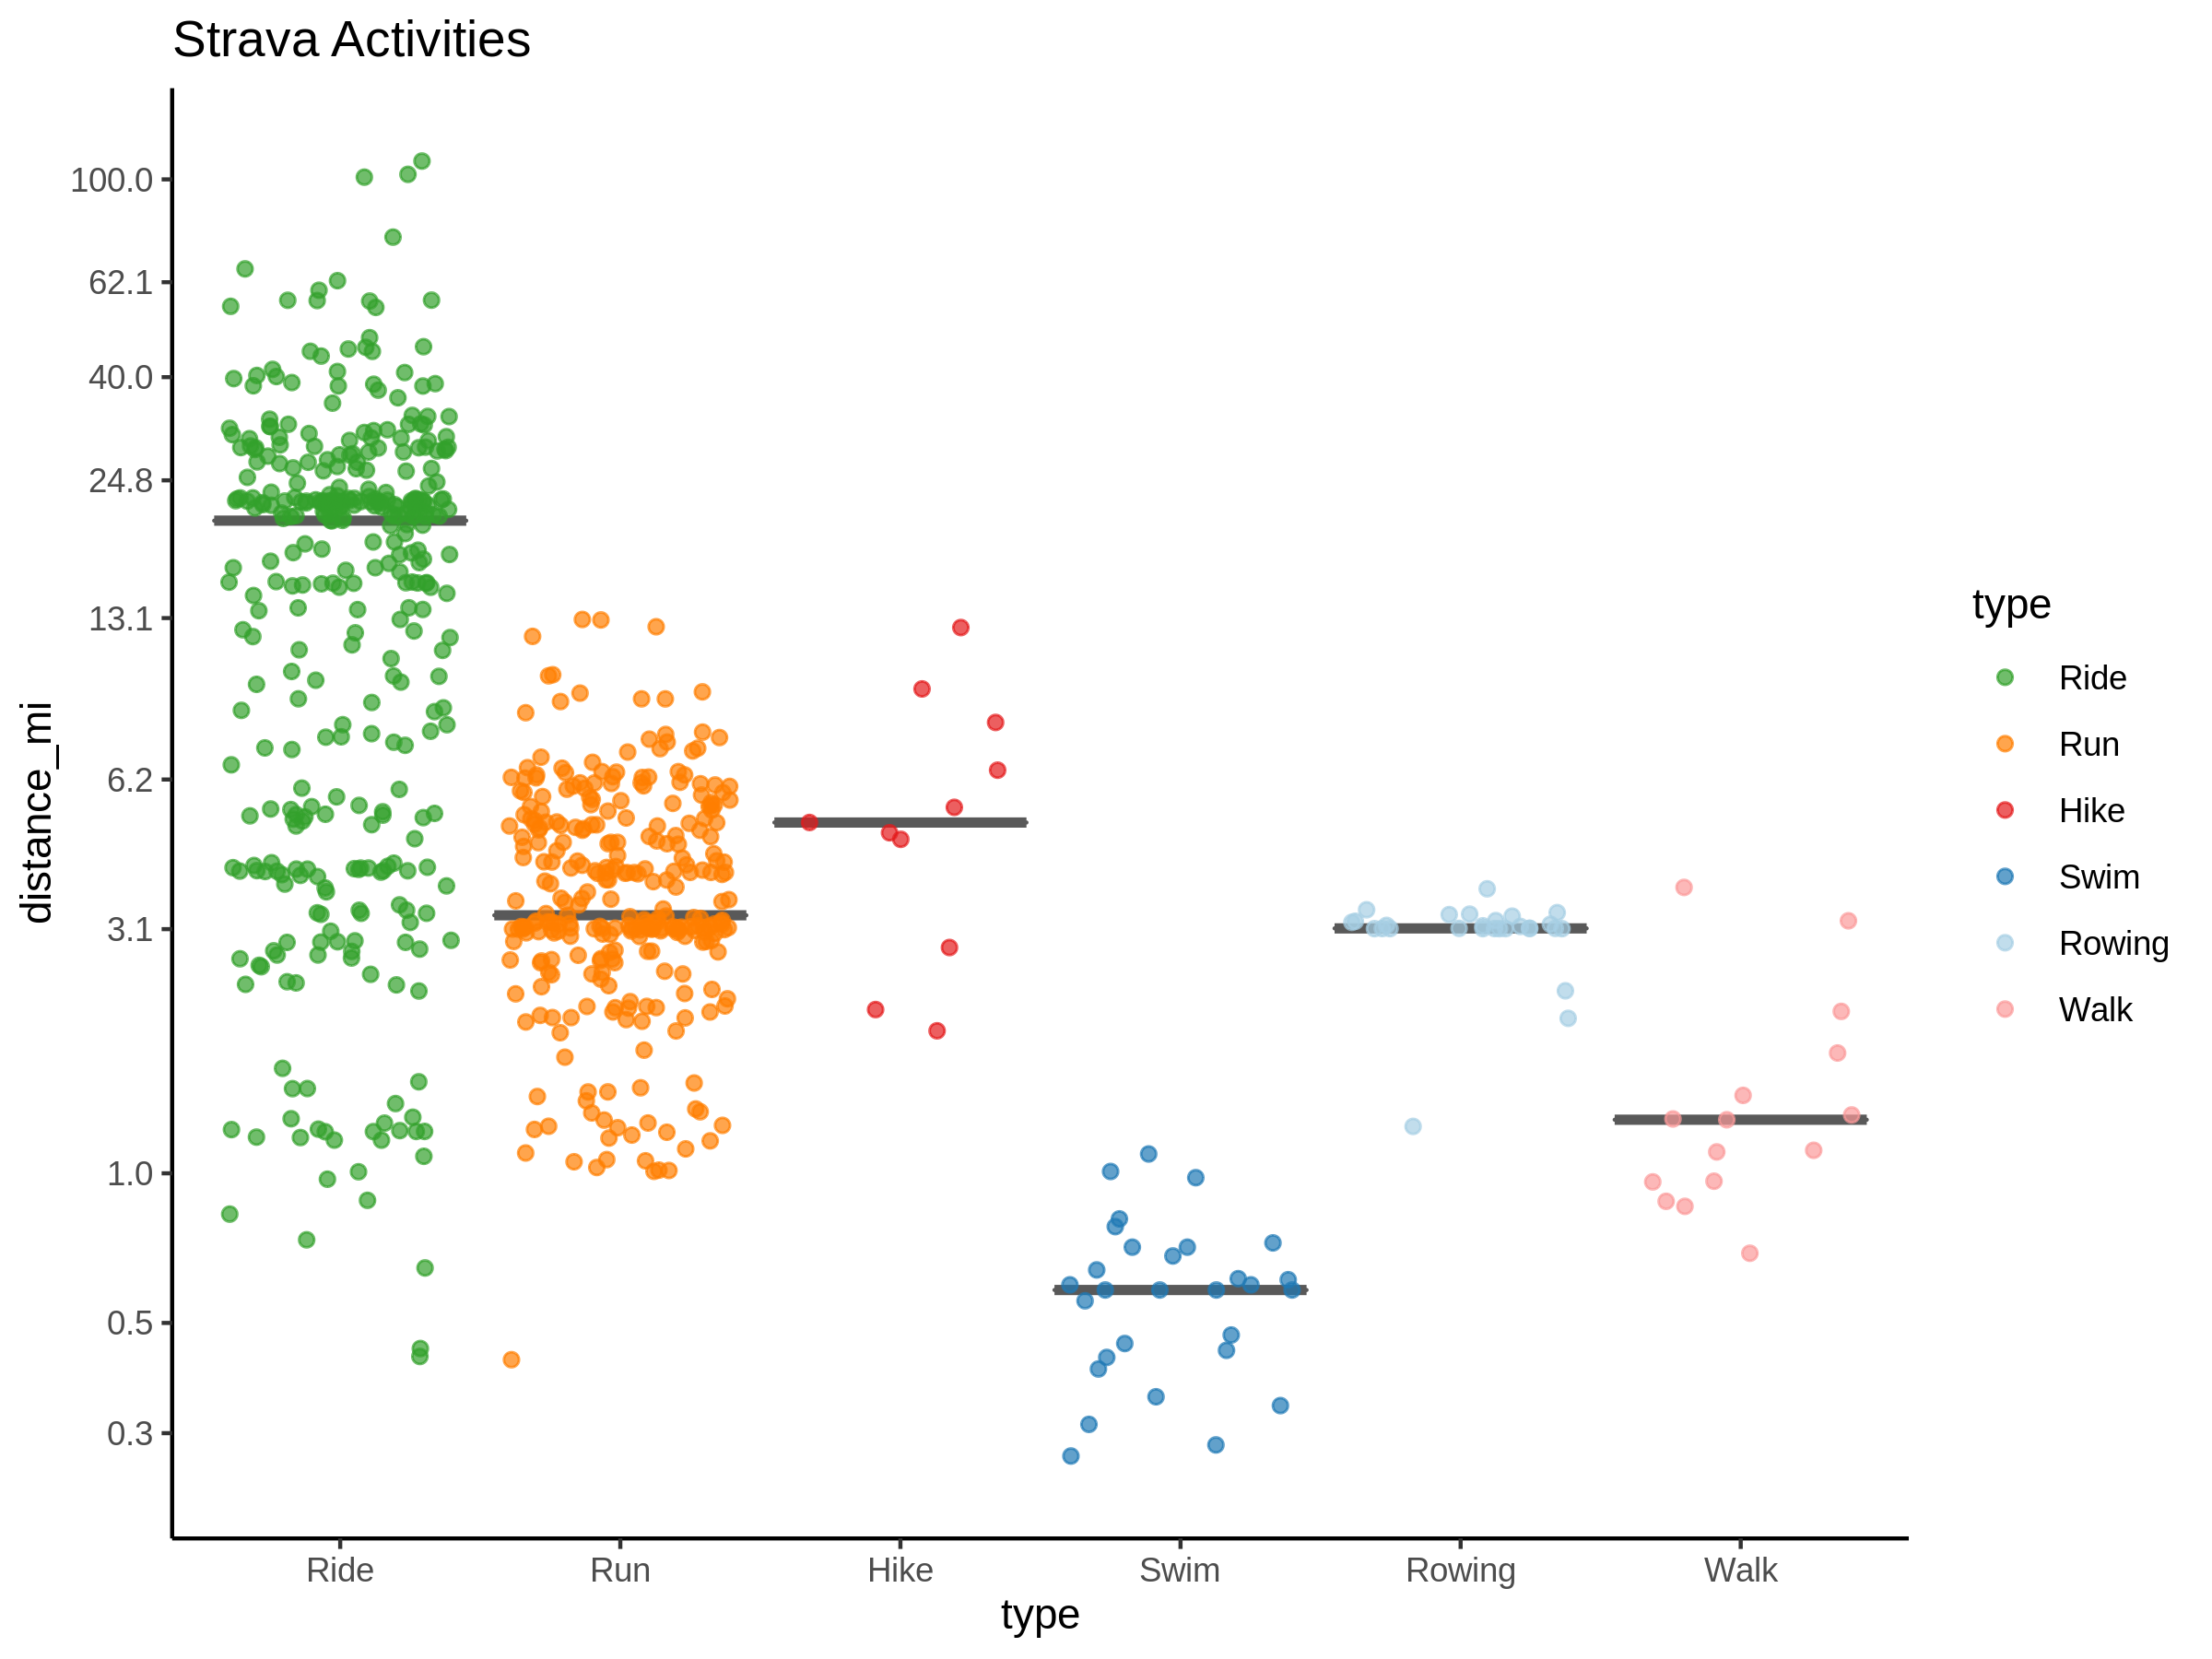 Strava Activities
distance_mi
100.0
62.1
40.0
24.8
13.1
6.2
3.1
1.0
0.5
0.3
Ride
Run
Hike
Swim
Rowing
Walk
type
type
Ride
Run
Hike
Swim
Rowing
Walk